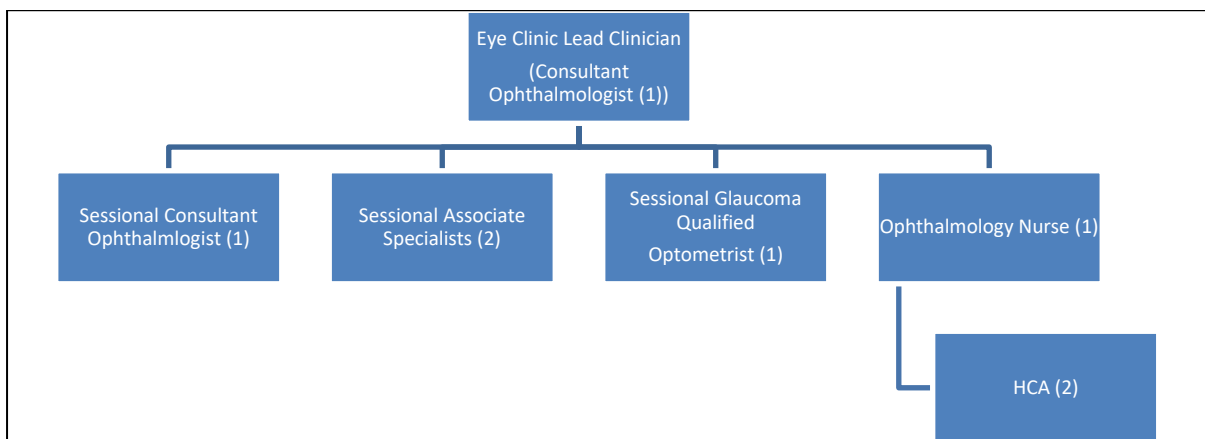 Eye Clinic Lead Clinician
(Consultant
Ophthalmologist (1))
Sessional Consultant
Ophthalmlogist (1)
Sessional Associate
Specialists (2)
Sessional Glaucoma
Qualified
Optometrist (1)
Ophthalmology Nurse (1)
HCA (2)